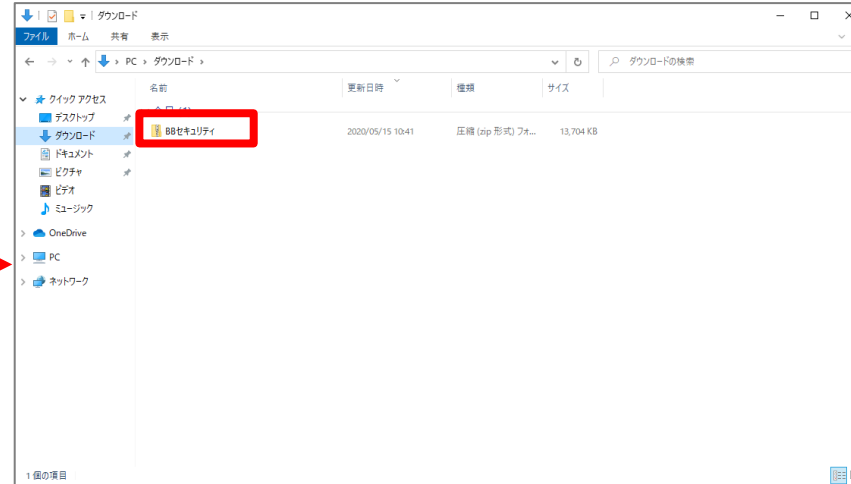 ダウンロード
ファイル ホーム 共有 表示
PC › ダウンロード ›
ダウンロードの検索
名前 更新日時 種類 サイズ
クイック アクセス
デスクトップ
BBセキュリティ 2020/05/15 10:41 圧縮 (zip 形式) フォ... 13,704 KB
ダウンロード
ドキュメント
ピクチャ
ビデオ
ミュージック
OneDrive
PC
ネットワーク
1 個の項目